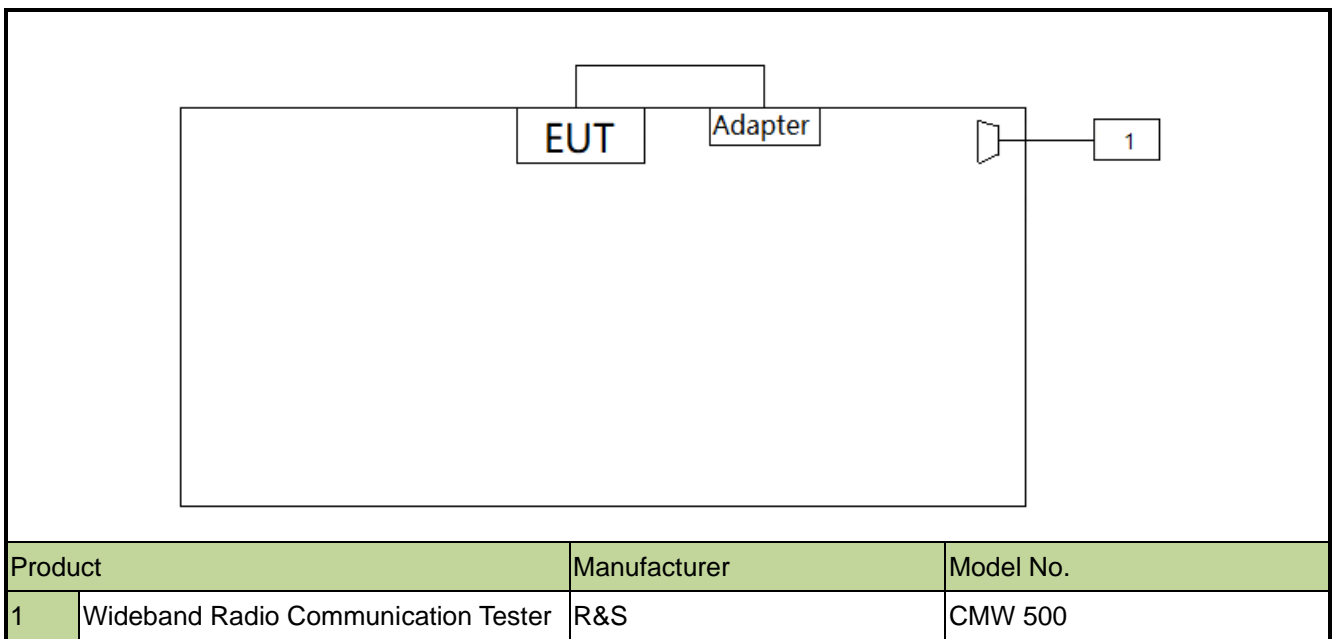 EUT
Adapter
1
Product Manufacturer Model No.
1 Wideband Radio Communication Tester R&S CMW 500